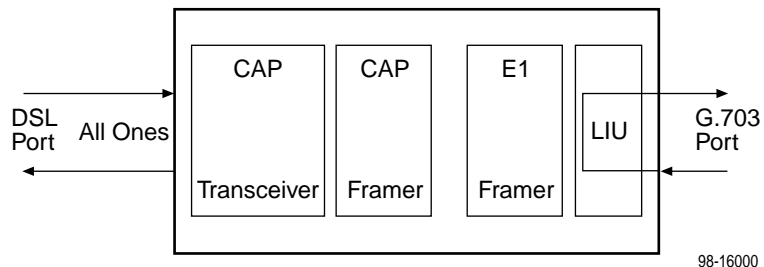 CAP
Transceiver
CAP
Framer
E1
Framer
LIU
DSL
Port
All Ones
G.703
Port
98-16000